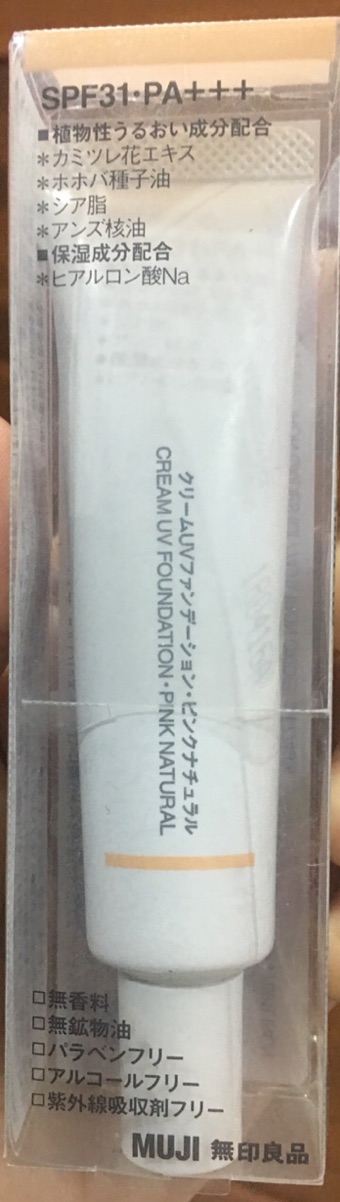 SPF31・PA+++
■植物性うるおい成分配合
＊カミツレ花エキス
＊ホホバ種子油
＊シア脂
＊アンズ核油
■保湿成分配合
＊ヒアルロン酸Na
クリームUVファンデーション・ピンクナチュラル
CREAM UV FOUNDATION・PINK NATURAL
□無香料
□無鉱物油
□パラベンフリー
□アルコールフリー
□紫外線吸収剤フリー
MUJI 無印良品